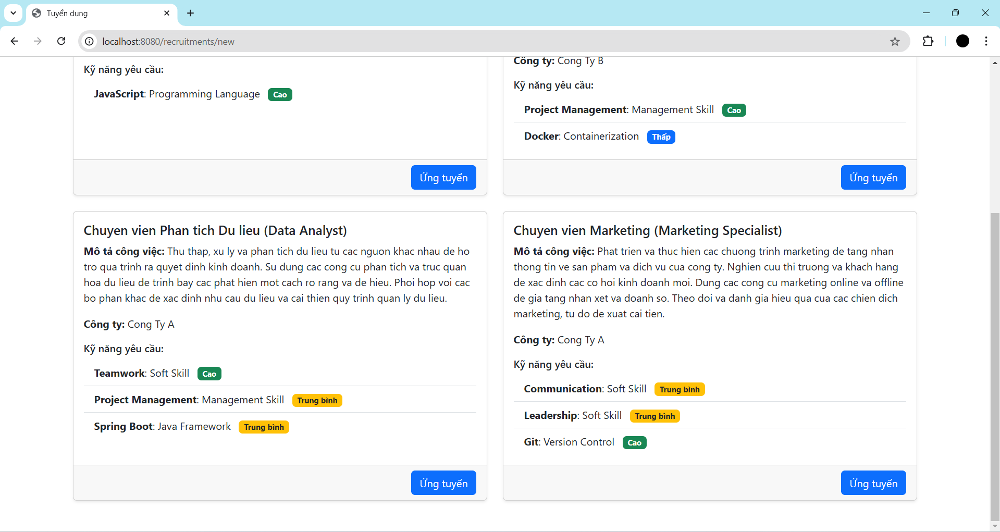 Tuyển dụng
localhost:8080/recruitments/new
Kỹ năng yêu cầu:
JavaScript: Programming Language Cao
Ứng tuyển
Công ty: Cong Ty B
Kỹ năng yêu cầu:
Project Management: Management Skill Cao
Docker: Containerization Thấp
Ứng tuyển
Chuyen vien Phan tich Du lieu (Data Analyst)
Mô tả công việc: Thu thap, xu ly va phan tich du lieu tu cac nguon khac nhau de ho
tro qua trinh ra quyet dinh kinh doanh. Su dung cac cong cu phan tich va truc quan
hoa du lieu de trinh bay cac phat hien mot cach ro rang va de hieu. Phoi hop voi cac
bo phan khac de xac dinh nhu cau du lieu va cai thien quy trinh quan ly du lieu.
Công ty: Cong Ty A
Kỹ năng yêu cầu:
Teamwork: Soft Skill Cao
Project Management: Management Skill Trung bình
Spring Boot: Java Framework Trung bình
Ứng tuyển
Chuyen vien Marketing (Marketing Specialist)
Mô tả công việc: Phat trien va thuc hien cac chuong trinh marketing de tang nhan
thong tin ve san pham va dich vu cua cong ty. Nghien cuu thi truong va khach hang
de xac dinh cac co hoi kinh doanh moi. Dung cac cong cu marketing online va offline
de gia tang nhan xet va doanh so. Theo doi va danh gia hieu qua cua cac chien dich
marketing, tu do de xuat cai tien.
Công ty: Cong Ty A
Kỹ năng yêu cầu:
Communication: Soft Skill Trung bình
Leadership: Soft Skill Trung bình
Git: Version Control Cao
Ứng tuyển